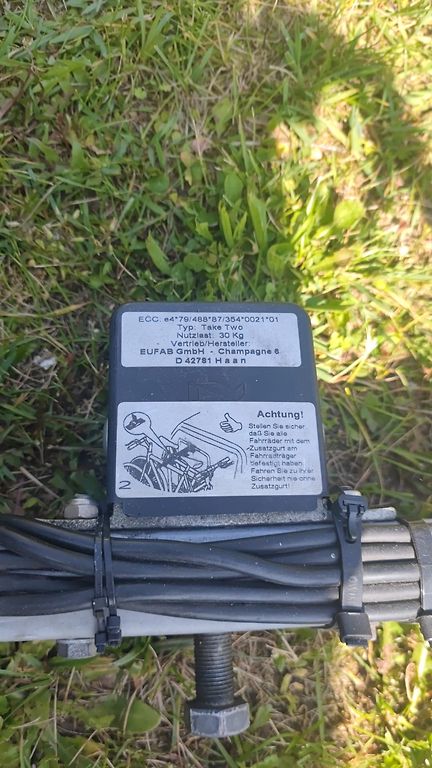 EGC: e4*79/488*87/354*0021*01
Typ: Take Two
Nutzlast: 30 Kg
Vertrieb/Hersteller:
EUFAB GmbH - Champagne 6
D 42781 Haan
Achtung!
Stellen Sie sicher,
daß Sie alle
Fahrräder mit dem
Zusatzgurt am
Fahrradträger
befestigt haben.
Fahren Sie zu Ihrer
Sicherheit nie ohne
Zusatzgurt!
2